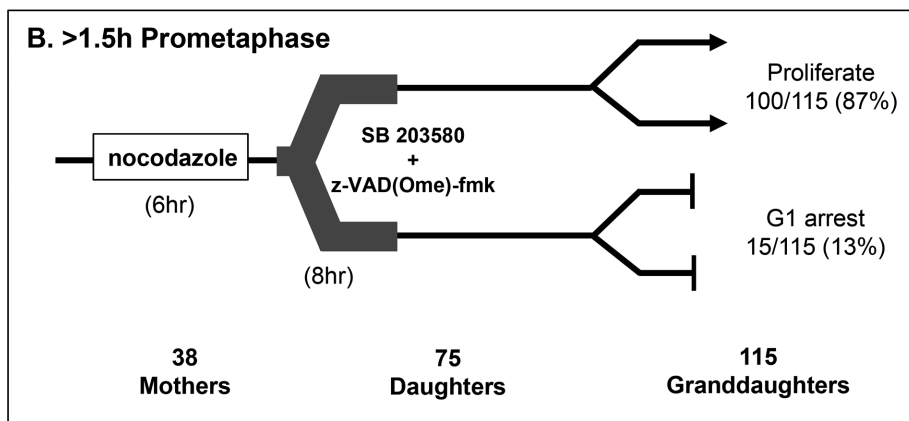 B. >1.5h Prometaphase
Proliferate
100/115 (87%)
nocodazole
(6hr)
SB 203580
+
z-VAD(Ome)-fmk
(8hr)
G1 arrest
15/115 (13%)
38
Mothers
75
Daughters
115
Granddaughters